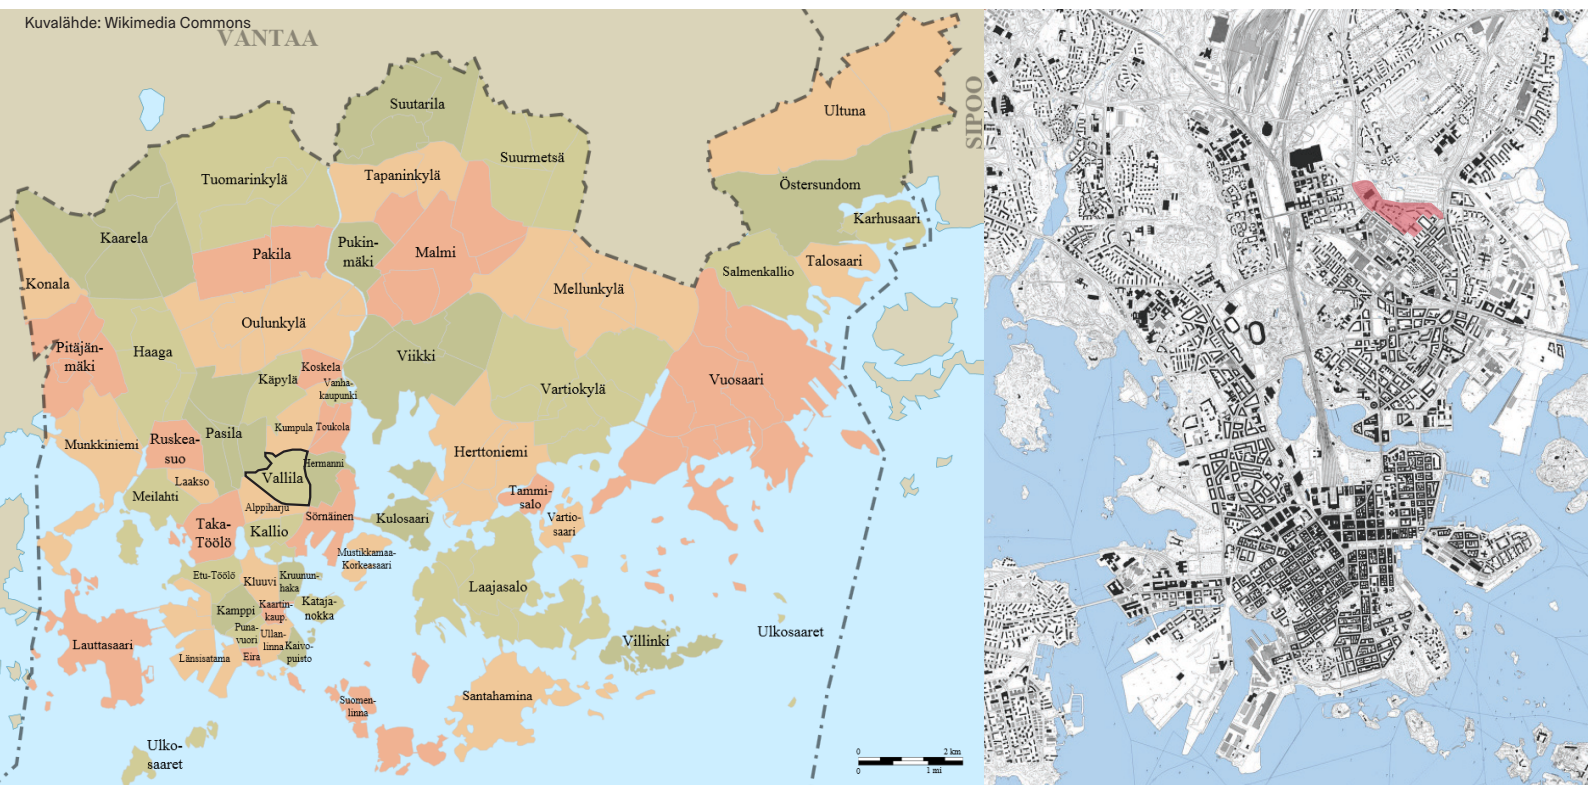 Kuvalähde: Wikimedia Commons
VANTAA
SIPOO
Ultuna
Suutarila
Suurmetsä
Tapaninkylä
Tuomarinkylä
Östersundom
Karhusaari
Kaarela
Pukin-
mäki
Malmi
Pakila
Talosaari
Salmenkallio
Konala
Mellunkylä
Oulunkylä
Pitäjän-
mäki
Haaga
Viikki
Koskela
Käpylä
Vanha-
kaupunki
Vartiokylä
Vuosaari
Kumpula
Toukola
Munkkiniemi
Ruskea-
suo
Pasila
Herttoniemi
Hermanni
Vallila
Laakso
Meilahti
Tammi-
salo
Alppiharju
Sörnäinen
Kulosaari
Vartio-
saari
Taka-
Töölö
Kallio
Mustikkamaa-
Korkeasaari
Etu-Töölö
Kluuvi
Kruunun-
haka
Laajasalo
Kamppi
Kaartin-
kaup.
Kataja-
nokka
Puna-
vuori
Ullan-
linna
Kaivo-
puisto
Villinki
Ulkosaaret
Lauttasaari
Länsisatama
Eira
Suomen-
linna
Santahamina
Ulko-
saaret
0
2 km
0
1 mi